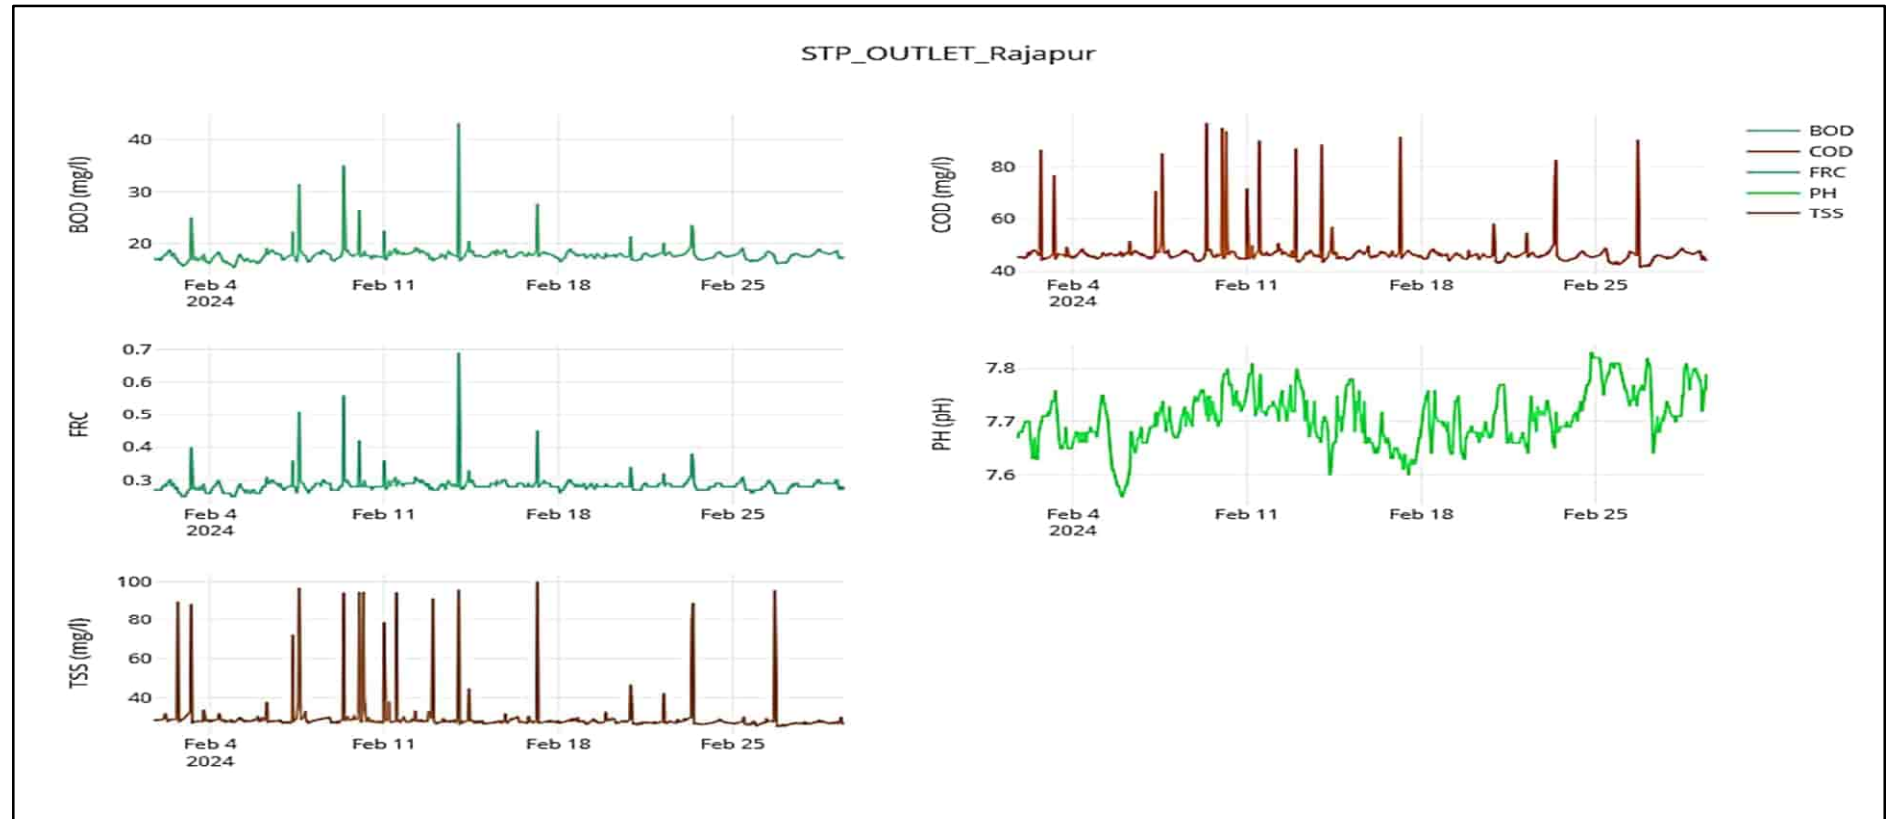 STP_OUTLET_Rajapur
BOD (mg/l)
40
30
20
Feb 4
2024
Feb 11
Feb 18
Feb 25
COD (mg/l)
80
60
40
Feb 4
2024
Feb 11
Feb 18
Feb 25
BOD
COD
FRC
PH
TSS
FRC
0.7
0.6
0.5
0.4
0.3
Feb 4
2024
Feb 11
Feb 18
Feb 25
PH (pH)
7.8
7.7
7.6
Feb 4
2024
Feb 11
Feb 18
Feb 25
TSS (mg/l)
100
80
60
40
Feb 4
2024
Feb 11
Feb 18
Feb 25